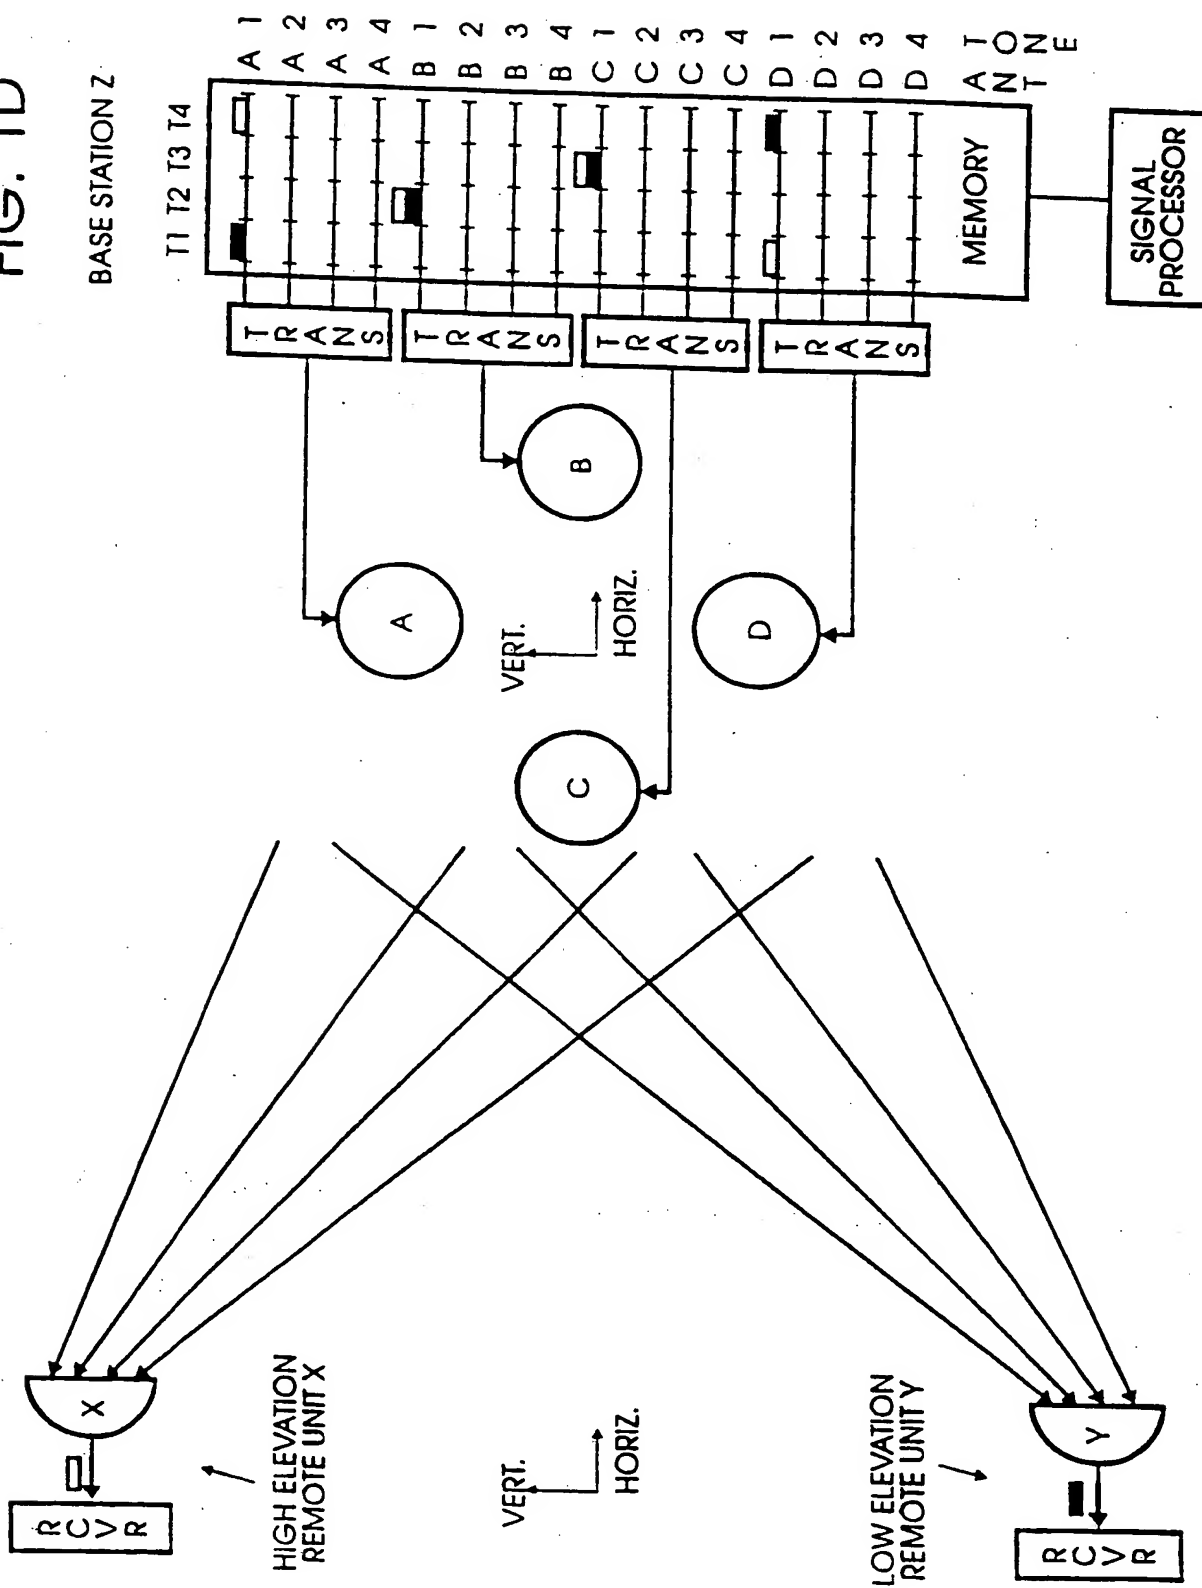 FIG. 1D
BASE STATION Z
T1 T2 T3 T4
A 1
A 2
A 3
A 4
B 1
B 2
B 3
B 4
C 1
C 2
C 3
C 4
D 1
D 2
D 3
D 4
ANT
TONE
TRANS
TRANS
TRANS
TRANS
MEMORY
SIGNAL
PROCESSOR
A
B
C
D
VERT.
HORIZ.
X
RCVR
HIGH ELEVATION
REMOTE UNIT X
VERT.
HORIZ.
LOW ELEVATION
REMOTE UNIT Y
Y
RCVR